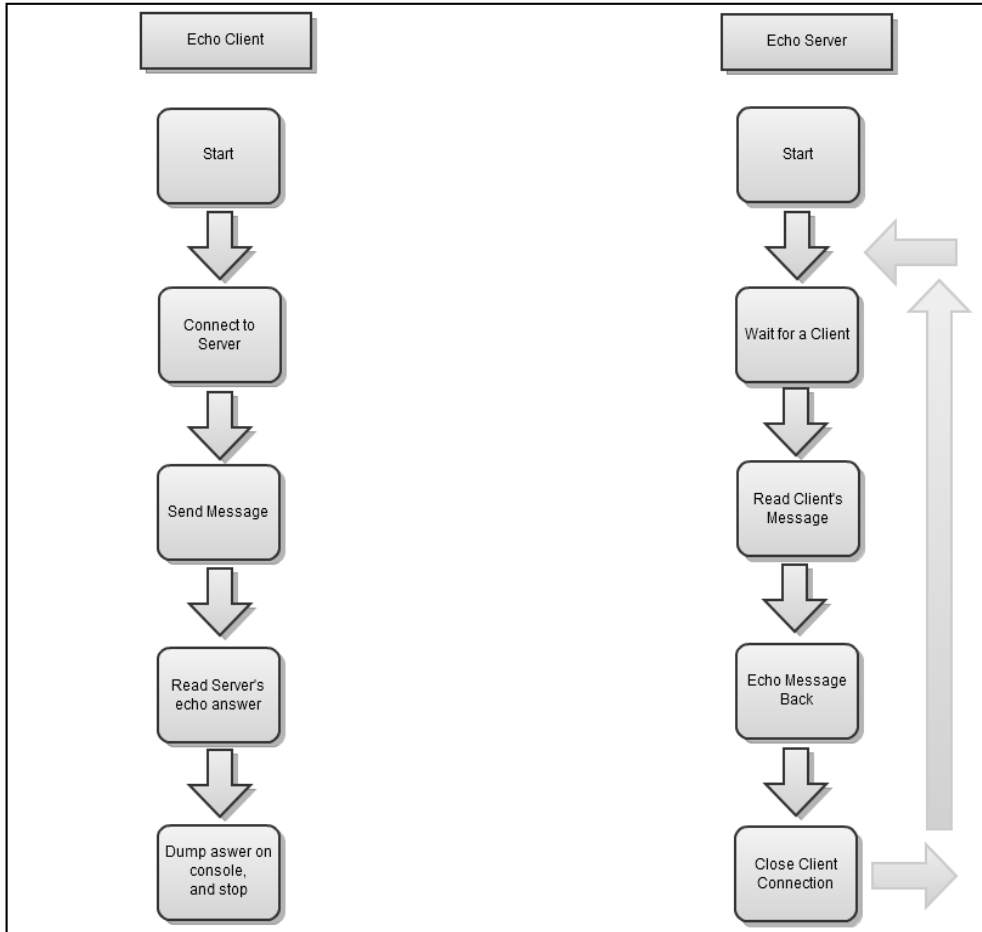 Echo Client
Start
Connect to
Server
Send Message
Read Server's
echo answer
Dump aswer on
console,
and stop
Echo Server
Start
Wait for a Client
Read Client's
Message
Echo Message
Back
Close Client
Connection